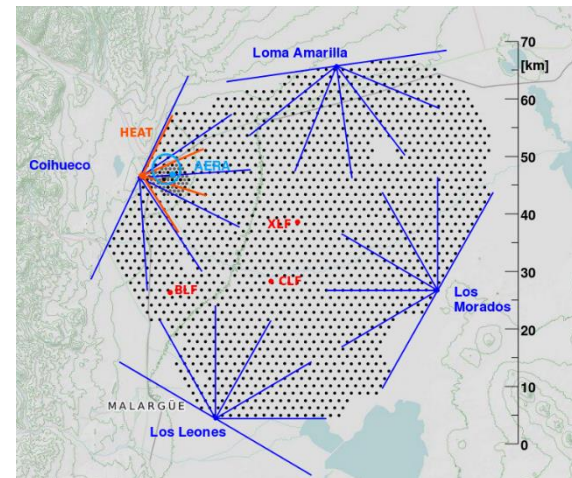 Loma Amarilla
70
[km]
60
HEAT
Coihueco
AERA
50
XLF
40
CLF
BLF
30
Los
Morados
20
MALARGÜE
10
Los Leones
0